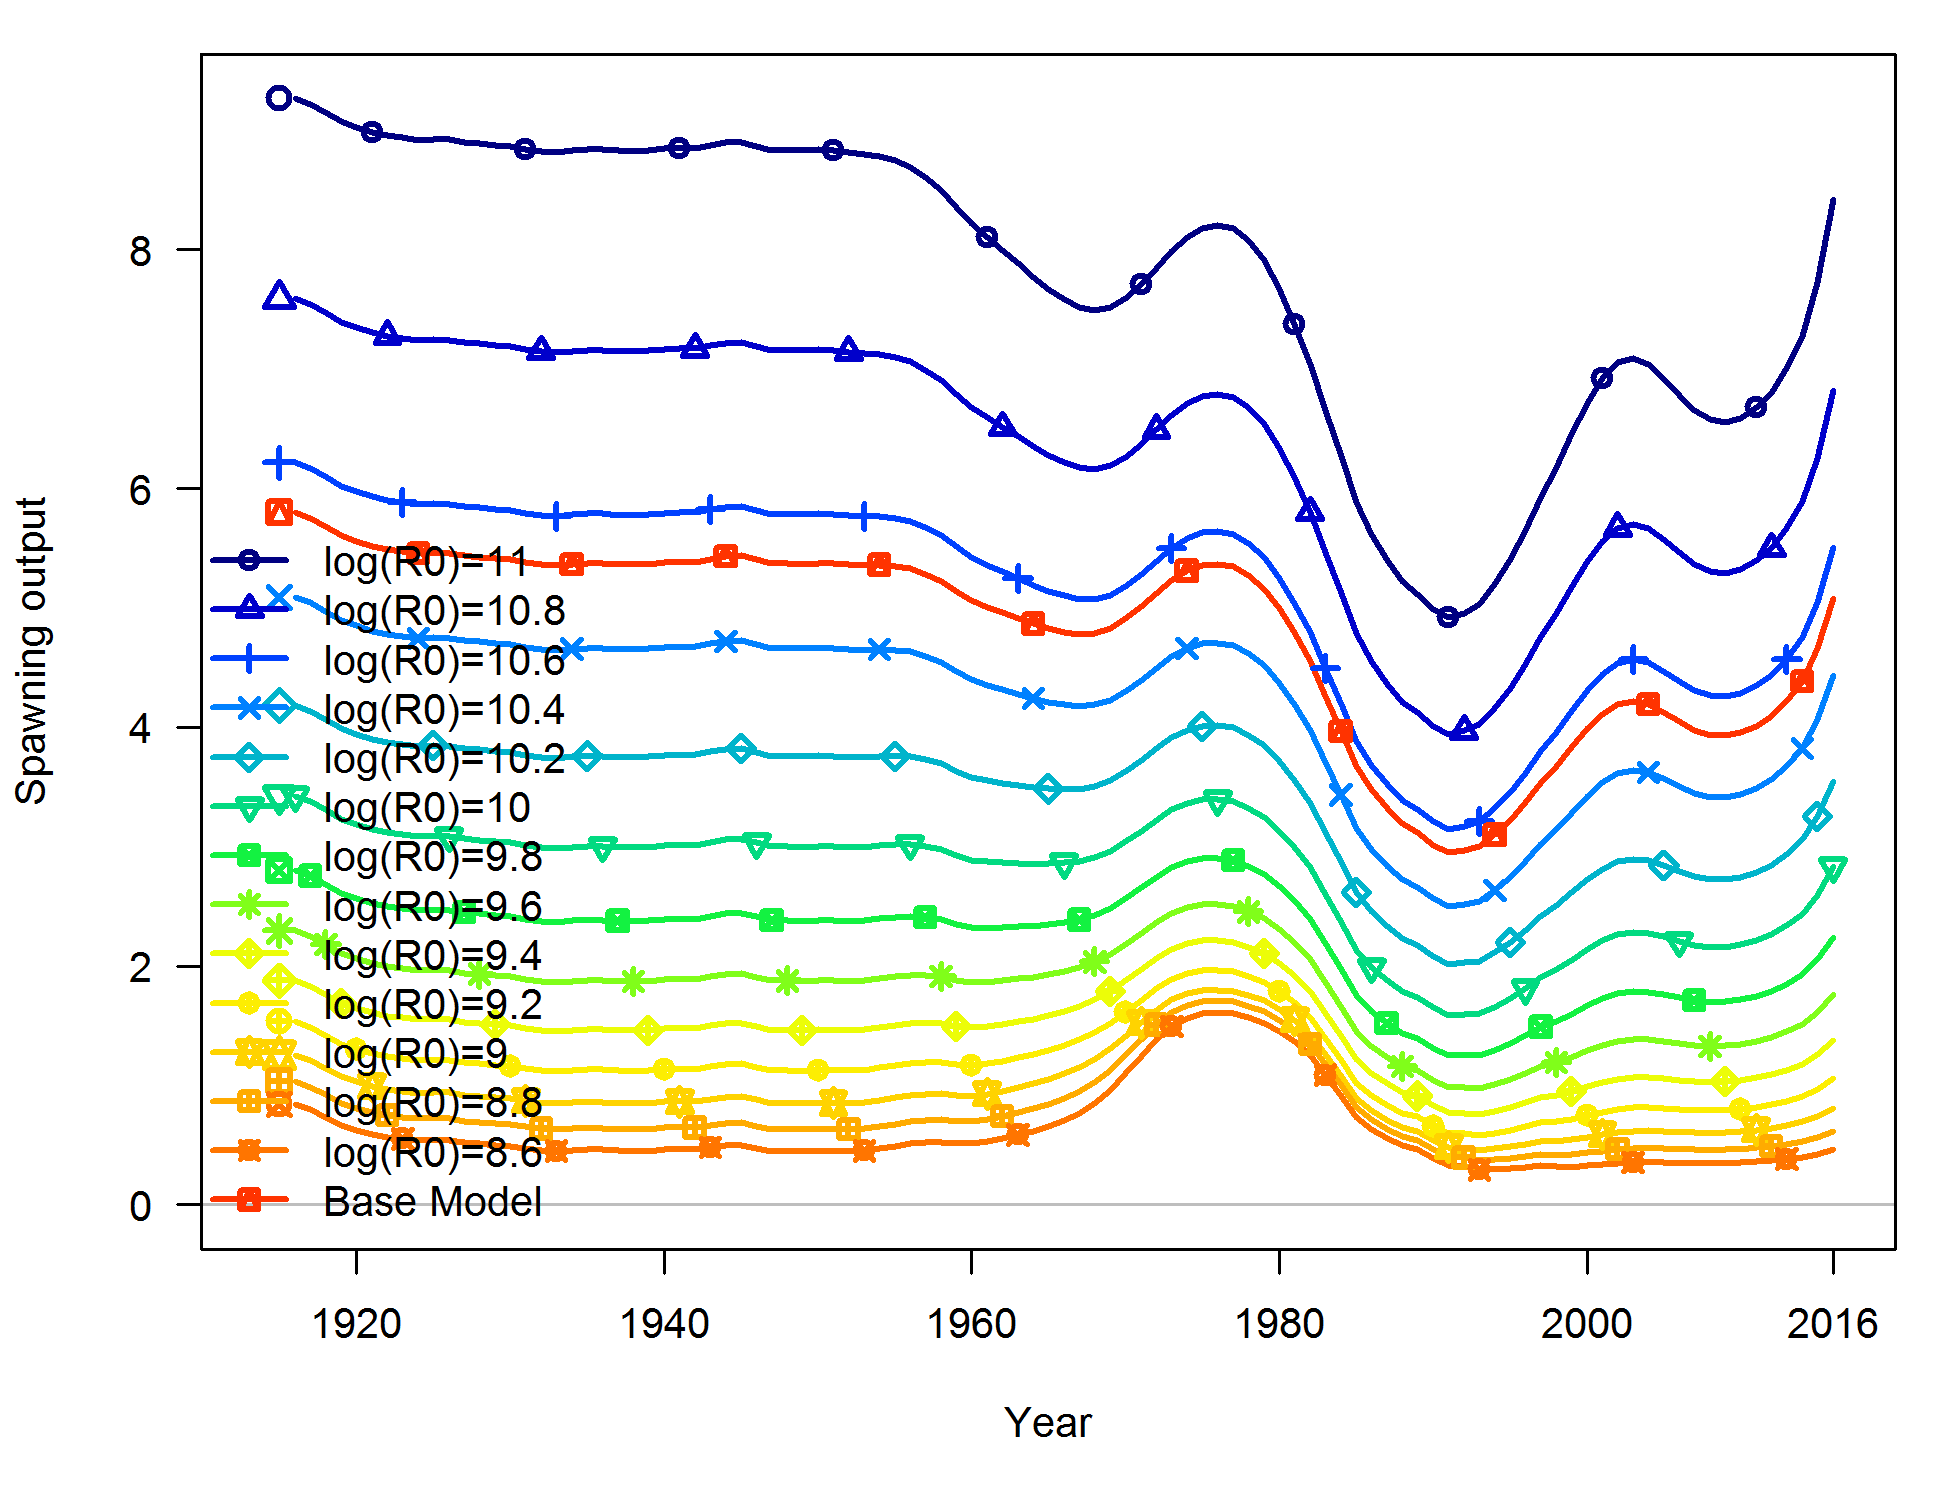 Spawning output
8
6
4
2
0
log(R0)=11
log(R0)=10.8
log(R0)=10.6
log(R0)=10.4
log(R0)=10.2
log(R0)=10
log(R0)=9.8
log(R0)=9.6
log(R0)=9.4
log(R0)=9.2
log(R0)=9
log(R0)=8.8
log(R0)=8.6
Base Model
1920 1940 1960 1980 2000 2016
Year